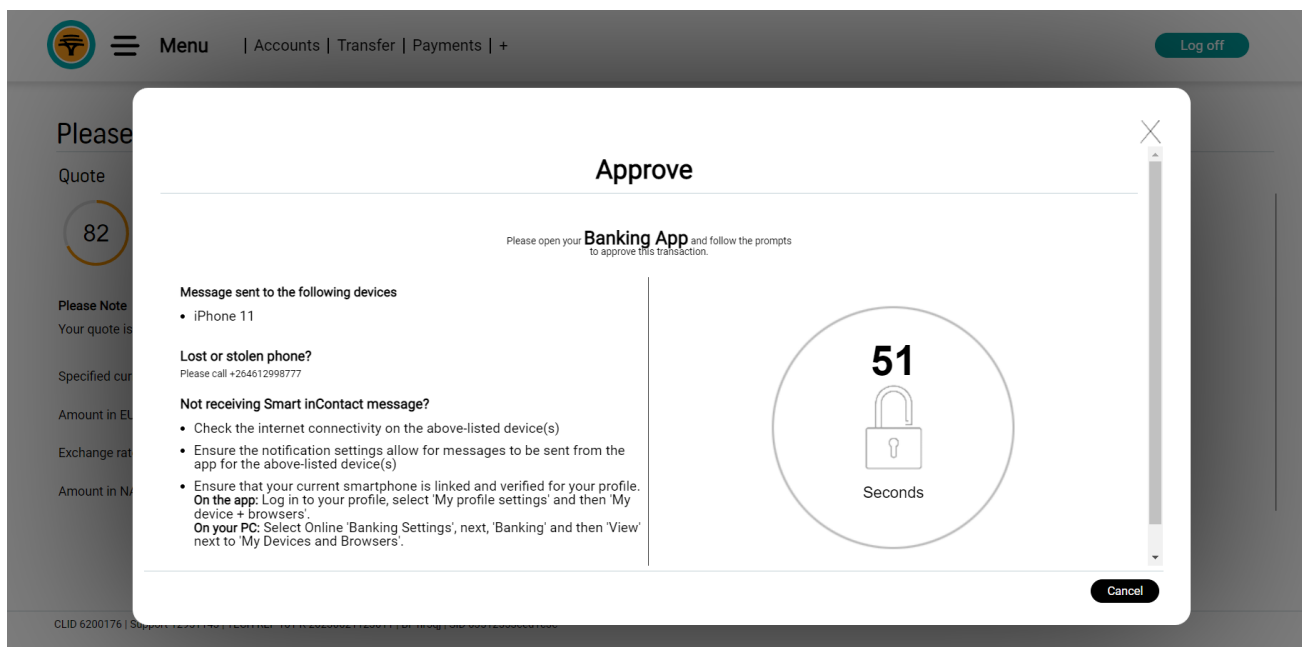 Menu | Accounts | Transfer | Payments | +
Log off
Please
Quote
82
Please Note
Your quote is
Specified cur
Amount in EU
Exchange rat
Amount in NA
X
Approve
Please open your Banking App and follow the prompts
to approve this transaction.
Message sent to the following devices
• iPhone 11
Lost or stolen phone?
Please call +264612998777
Not receiving Smart inContact message?
• Check the internet connectivity on the above-listed device(s)
• Ensure the notification settings allow for messages to be sent from the
app for the above-listed device(s)
• Ensure that your current smartphone is linked and verified for your profile.
On the app: Log in to your profile, select 'My profile settings' and then 'My
device + browsers'.
On your PC: Select Online 'Banking Settings', next, 'Banking' and then 'View'
next to 'My Devices and Browsers'.
51
Seconds
Cancel
CLID 6200176 |